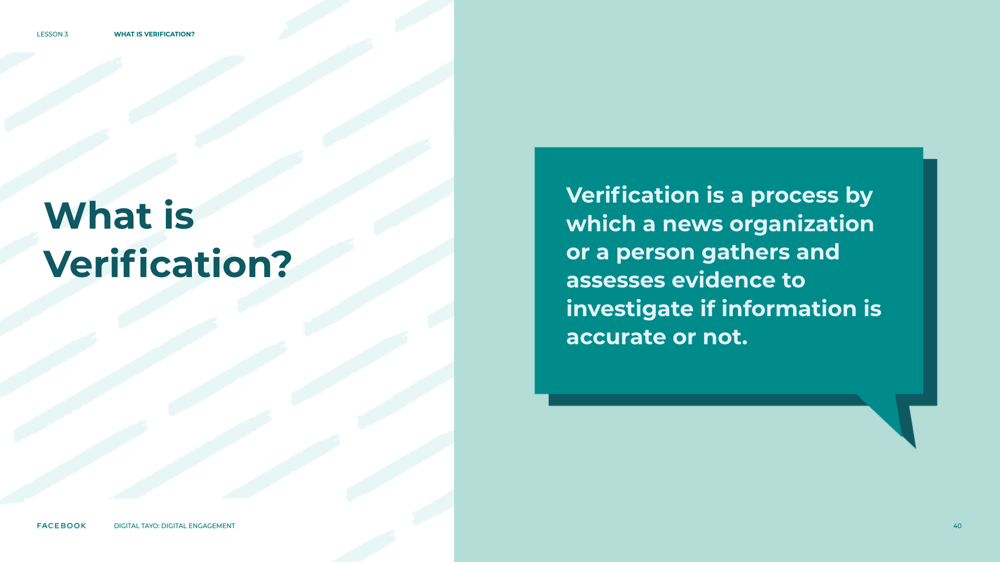 LESSON 3
WHAT IS VERIFICATION?
What is
Verification?
Verification is a process by
which a news organization
or a person gathers and
assesses evidence to
investigate if information is
accurate or not.
FACEBOOK
DIGITAL TAYO: DIGITAL ENGAGEMENT
40